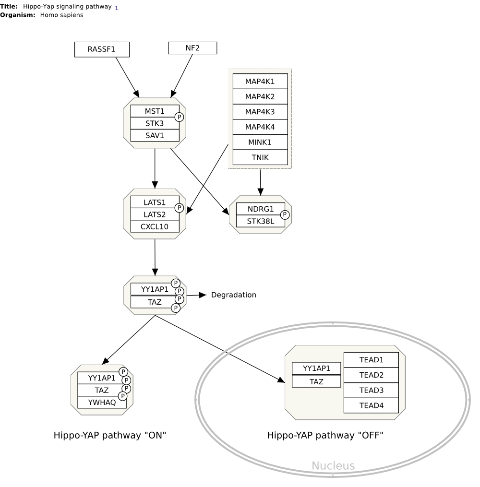 Title: Hippo-Yap signaling pathway 1
Organism: Homo sapiens
RASSF1
NF2
MAP4K1
MAP4K2
MAP4K3
MAP4K4
MINK1
TNIK
MST1
STK3
SAV1
P
LATS1
LATS2
CXCL10
P
NDRG1
STK38L
P
YY1AP1
TAZ
P
P
P
P
Degradation
YY1AP1
TAZ
YWHAQ
P
P
P
P
YY1AP1
TAZ
TEAD1
TEAD2
TEAD3
TEAD4
Hippo-YAP pathway "ON"
Hippo-YAP pathway "OFF"
Nucleus